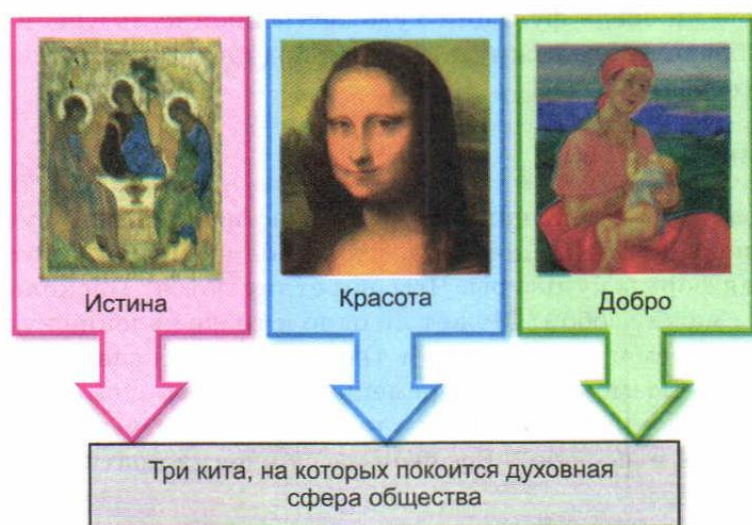 Истина
Красота
Добро
Три кита, на которых покоится духовная
сфера общества